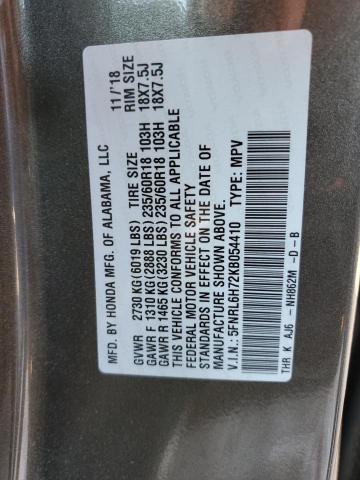 MFD. BY HONDA MFG. OF ALABAMA, LLC 11/'18
TIRE SIZE RIM SIZE
GVWR 2730 KG(6019 LBS)
GAWR F 1310 KG(2888 LBS) 235/60R18 103H 18X7.5J
GAWR R 1465 KG(3230 LBS) 235/60R18 103H 18X7.5J
THIS VEHICLE CONFORMS TO ALL APPLICABLE
FEDERAL MOTOR VEHICLE SAFETY
STANDARDS IN EFFECT ON THE DATE OF
MANUFACTURE SHOWN ABOVE.
V.I.N.: 5FNRL6H72KB054410 TYPE: MPV
THR K AJ6 -NH862M -D -B